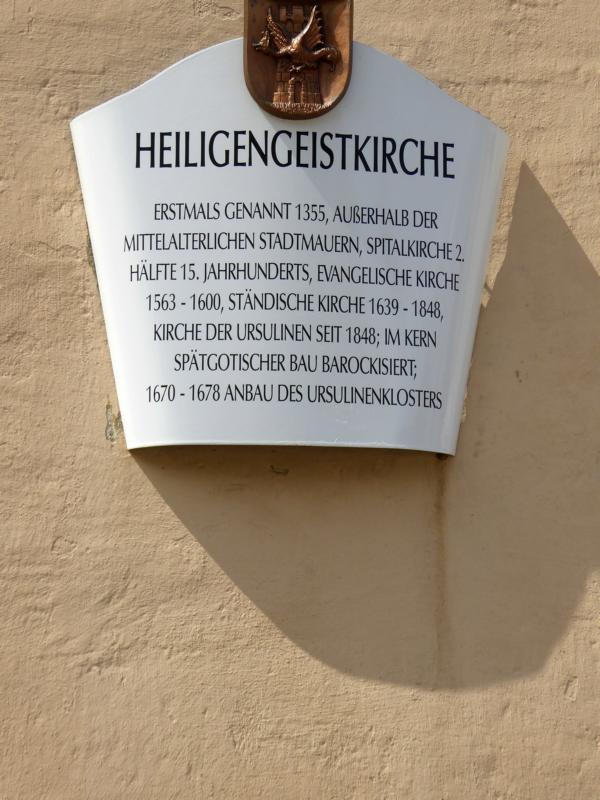 HEILIGENGEISTKIRCHE
ERSTMALS GENANNT 1355, AUßERHALB DER
MITTELALTERLICHEN STADTMAUERN, SPITALKIRCHE 2.
HÄLFTE 15. JAHRHUNDERTS, EVANGELISCHE KIRCHE
1563 - 1600, STÄNDISCHE KIRCHE 1639 - 1848,
KIRCHE DER URSULINEN SEIT 1848; IM KERN
SPÄTGOTISCHER BAU BAROCKISIERT;
1670 - 1678 ANBAU DES URSULINENKLOSTERS